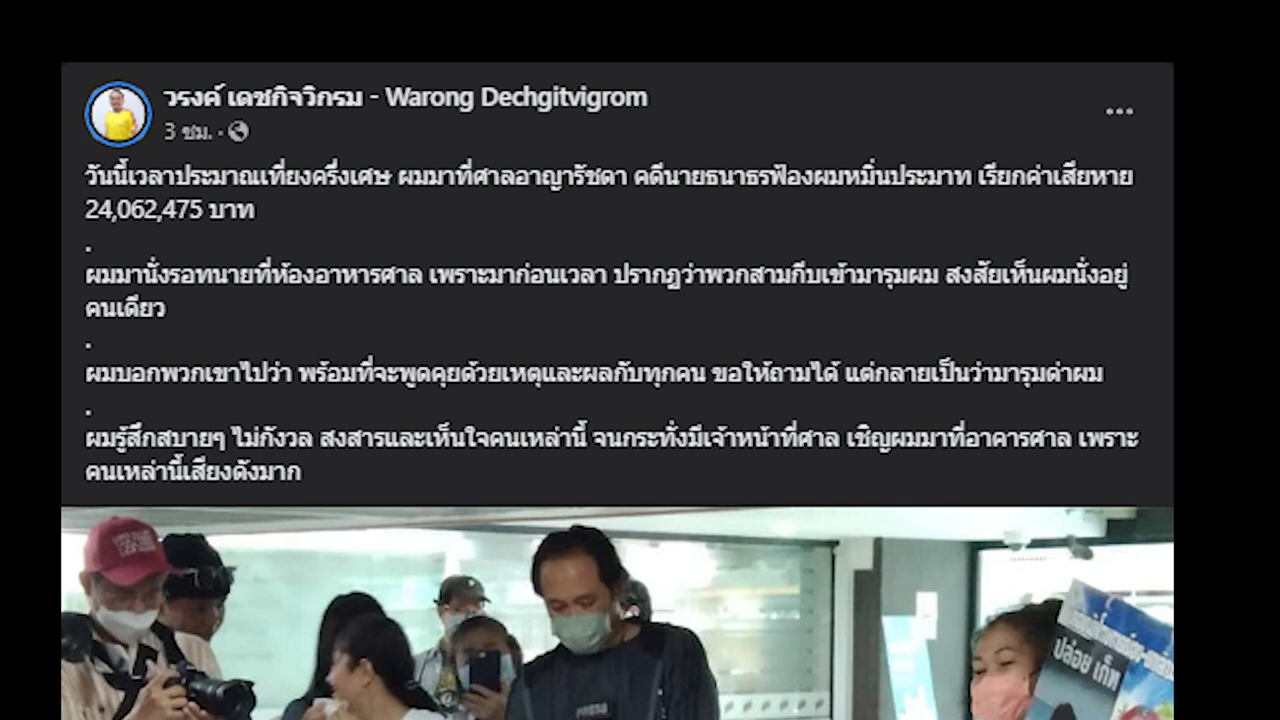 วรงค์ เดชกิจวิกรม - Warong Dechgitvigrom
3 ชม. ·
วันนี้เวลาประมาณเที่ยงครึ่งเศษ ผมมาที่ศาลอาญารัชดา คดีนายธนาธรฟ้องผมหมิ่นประมาท เรียกค่าเสียหาย
24,062,475 บาท
.
ผมมานั่งรอทนายที่ห้องอาหารศาล เพราะมาก่อนเวลา ปรากฏว่าพวกสามกีบเข้ามารุมผม สงสัยเห็นผมนั่งอยู่
คนเดียว
.
ผมบอกพวกเขาไปว่า พร้อมที่จะพูดคุยด้วยเหตุและผลกับทุกคน ขอให้ถามได้ แต่กลายเป็นว่ามารุมด่าผม
.
ผมรู้สึกสบายๆ ไม่กังวล สงสารและเห็นใจคนเหล่านี้ จนกระทั่งมีเจ้าหน้าที่ศาล เชิญผมมาที่อาคารศาล เพราะ
คนเหล่านี้เสียงดังมาก
ปล่อย เก็ท
PRESS